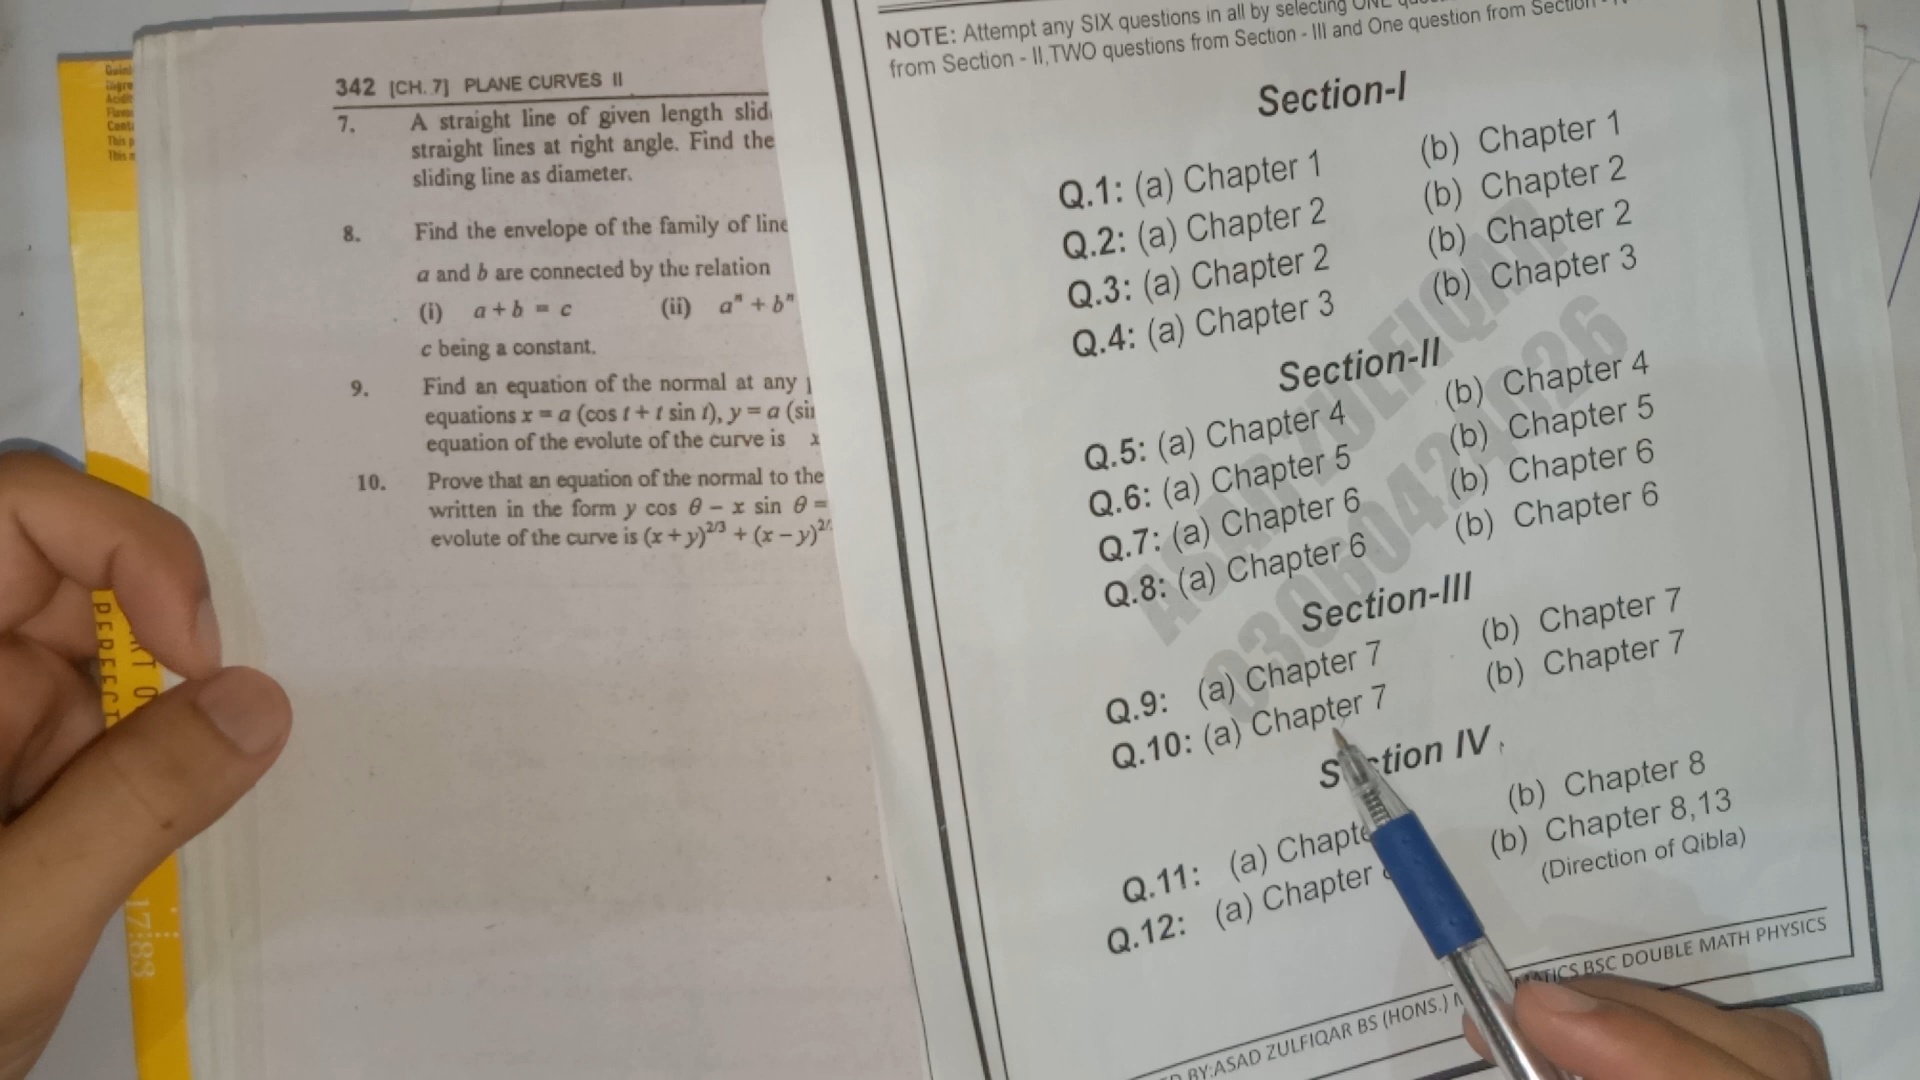 342 [CH. 7] PLANE CURVES II
7. A straight line of given length
straight lines at right angle. Find the
sliding line as diameter.
8. Find the envelope of the family of
a and b are connected by the relation
(i) a + b = c (ii) aⁿ + bⁿ
c being a constant.
9. Find an equation of the normal at any
equations x = a (cos t + t sin t), y = a
equation of the evolute of the curve is x
10. Prove that an equation of the normal to the
written in the form y cos θ − x sin θ =
evolute of the curve is (x + y)^2/3 + (x − y)
NOTE: Attempt any SIX questions in all by selecting ONE
from Section - II, TWO questions from Section - III and One question from Section
Section-I
Q.1: (a) Chapter 1 (b) Chapter 1
Q.2: (a) Chapter 2 (b) Chapter 2
Q.3: (a) Chapter 2 (b) Chapter 2
Q.4: (a) Chapter 3 (b) Chapter 3
Section-II
Q.5: (a) Chapter 4 (b) Chapter 4
Q.6: (a) Chapter 5 (b) Chapter 5
Q.7: (a) Chapter 6 (b) Chapter 6
Q.8: (a) Chapter 6 (b) Chapter 6
Section-III
Q.9: (a) Chapter 7 (b) Chapter 7
Q.10: (a) Chapter 7 (b) Chapter 7
IV
Q.11: (a) (b) Chapter 8
Q.12: (a) Chapter (b) Chapter 8,13
(Direction of Qibla)
BY:ASAD ZULFIQAR BS (HONS.) BSC DOUBLE MATH PHYSICS
ASAD ZULFIQAR
17:83